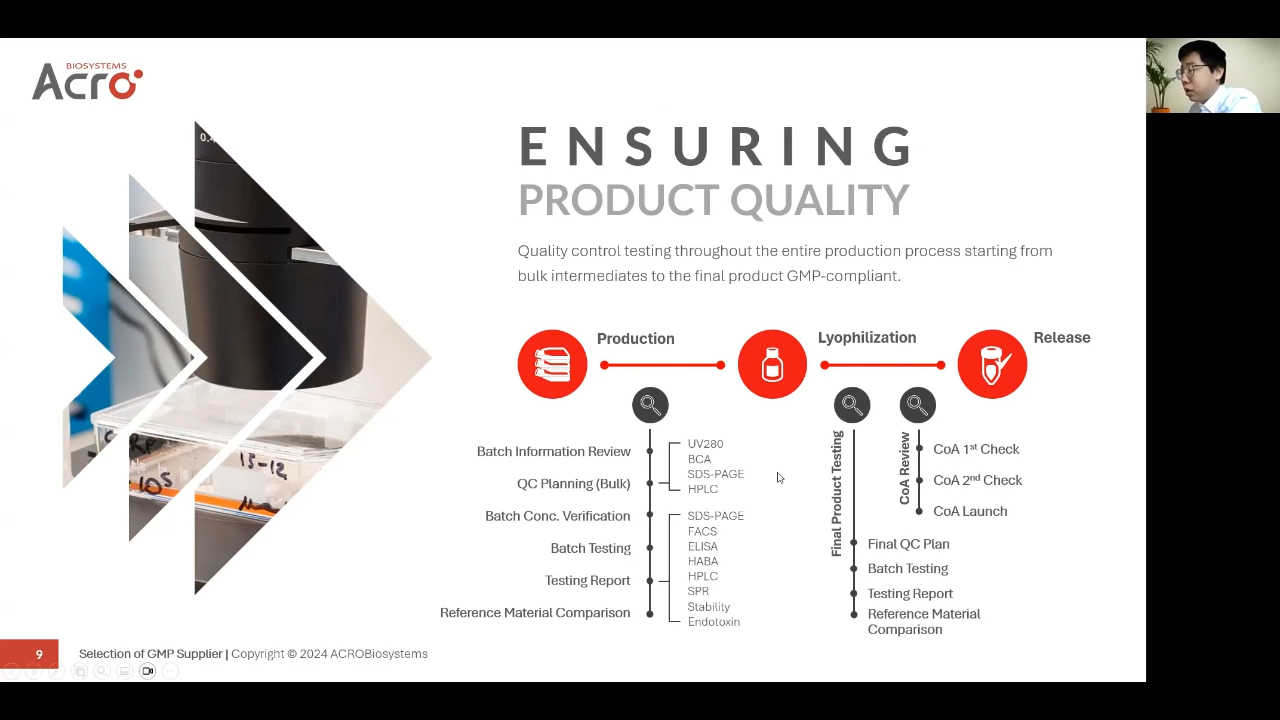 BIOSYSTEMS
Acro
ENSURING
PRODUCT QUALITY
Quality control testing throughout the entire production process starting from
bulk intermediates to the final product GMP-compliant.
Production
Lyophilization
Release
Batch Information Review
QC Planning (Bulk)
Batch Conc. Verification
Batch Testing
Testing Report
Reference Material Comparison
UV280
BCA
SDS-PAGE
HPLC
SDS-PAGE
FACS
ELISA
HABA
HPLC
SPR
Stability
Endotoxin
Final Product Testing
Final QC Plan
Batch Testing
Testing Report
Reference Material
Comparison
CoA Review
CoA 1st Check
CoA 2nd Check
CoA Launch
15-12
9
Selection of GMP Supplier | Copyright © 2024 ACROBiosystems